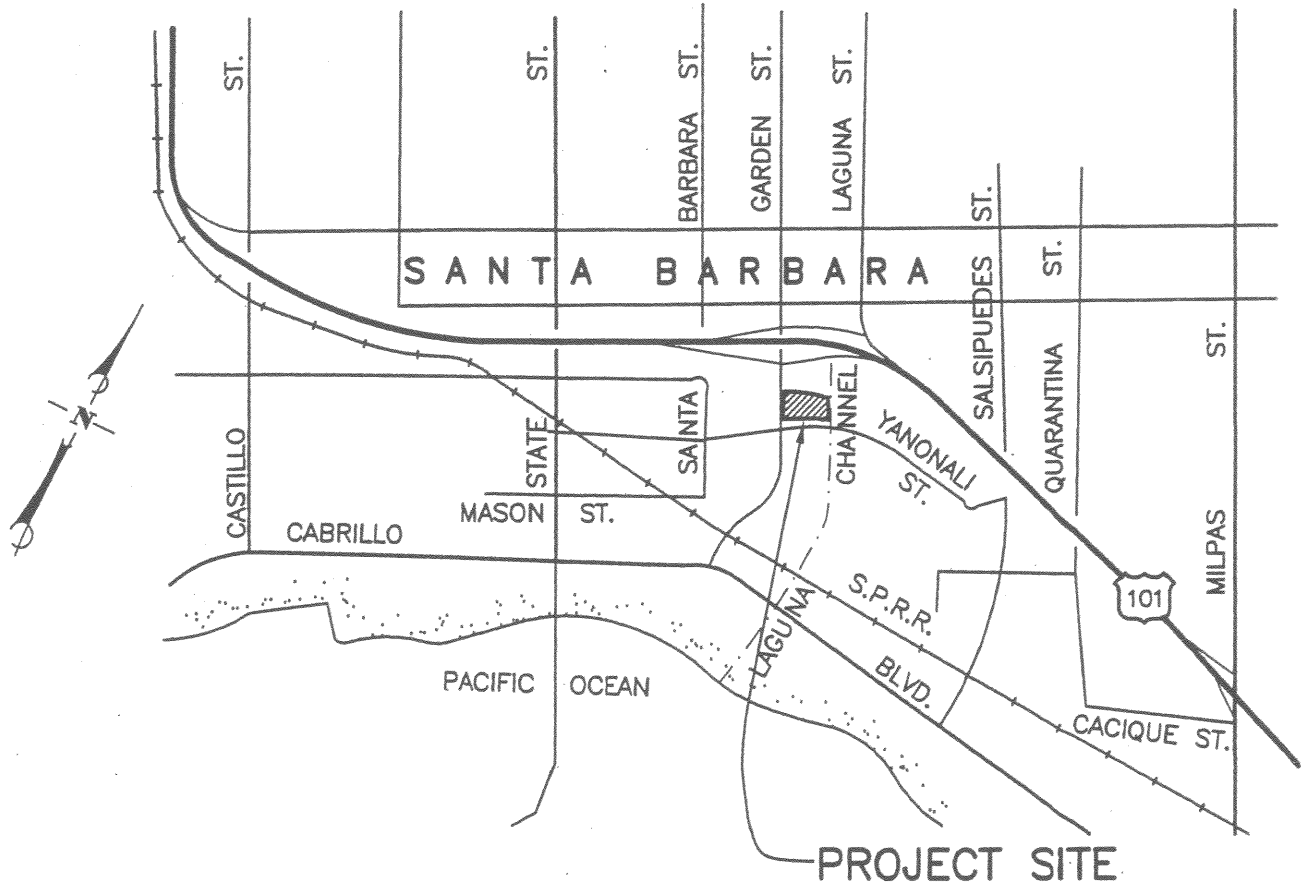 CASTILLO ST.
STATE ST.
SANTA BARBARA ST.
GARDEN ST.
LAGUNA ST.
SANTA BARBARA
SALSIPUEDES ST.
QUARANTINA ST.
MILPAS ST.
N
LAGUNA CHANNEL
YANONALI ST.
MASON ST.
CABRILLO BLVD.
S.P.R.R.
101
PACIFIC OCEAN
CACIQUE ST.
PROJECT SITE